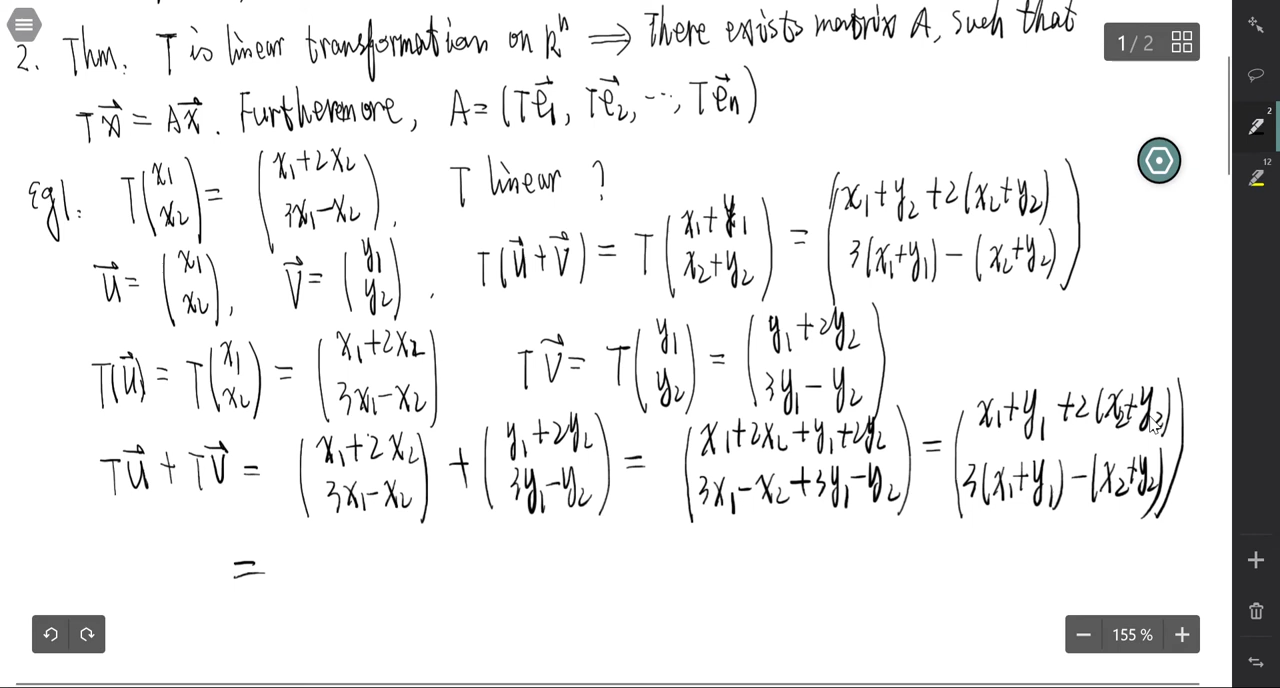 2. Thm. T is linear transformation on ℝⁿ ⟹ There exists matrix A, such that
1 / 2
T x⃗ = A x⃗. Furthermore, A = (T e⃗₁, T e⃗₂, ⋯, T e⃗ₙ)
Eg1. T (x₁ ; x₂) = (x₁ + 2x₂ ; 3x₁ − x₂). T linear ?
u⃗ = (x₁ ; x₂), v⃗ = (y₁ ; y₂). T(u⃗ + v⃗) = T (x₁ + y₁ ; x₂ + y₂) = (x₁ + y₂ + 2(x₂ + y₂) ; 3(x₁ + y₁) − (x₂ + y₂))
T(u⃗) = T (x₁ ; x₂) = (x₁ + 2x₂ ; 3x₁ − x₂) T v⃗ = T (y₁ ; y₂) = (y₁ + 2y₂ ; 3y₁ − y₂)
T u⃗ + T v⃗ = (x₁ + 2x₂ ; 3x₁ − x₂) + (y₁ + 2y₂ ; 3y₁ − y₂) = (x₁ + 2x₂ + y₁ + 2y₂ ; 3x₁ − x₂ + 3y₁ − y₂) = (x₁ + y₁ + 2(x₂ + y₂) ; 3(x₁ + y₁) − (x₂ + y₂))
=
− 155 % +
2
12